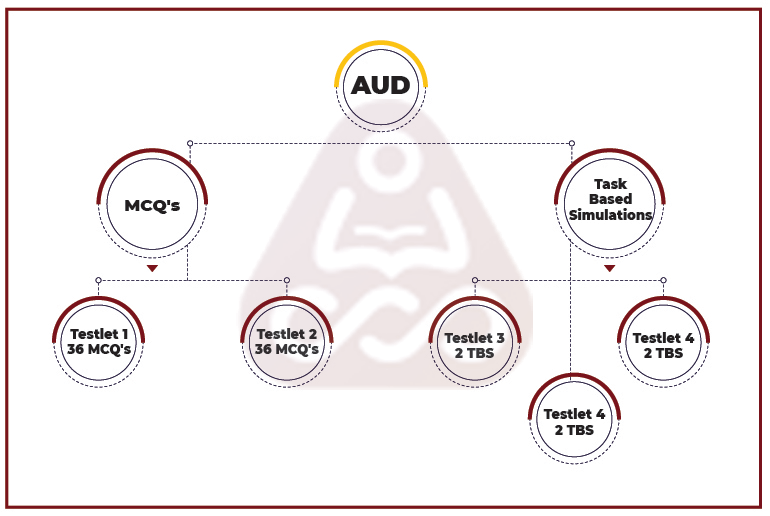 AUD
MCQ's
Task
Based
Simulations
Testlet 1
36 MCQ's
Testlet 2
36 MCQ's
Testlet 3
2 TBS
Testlet 4
2 TBS
Testlet 4
2 TBS